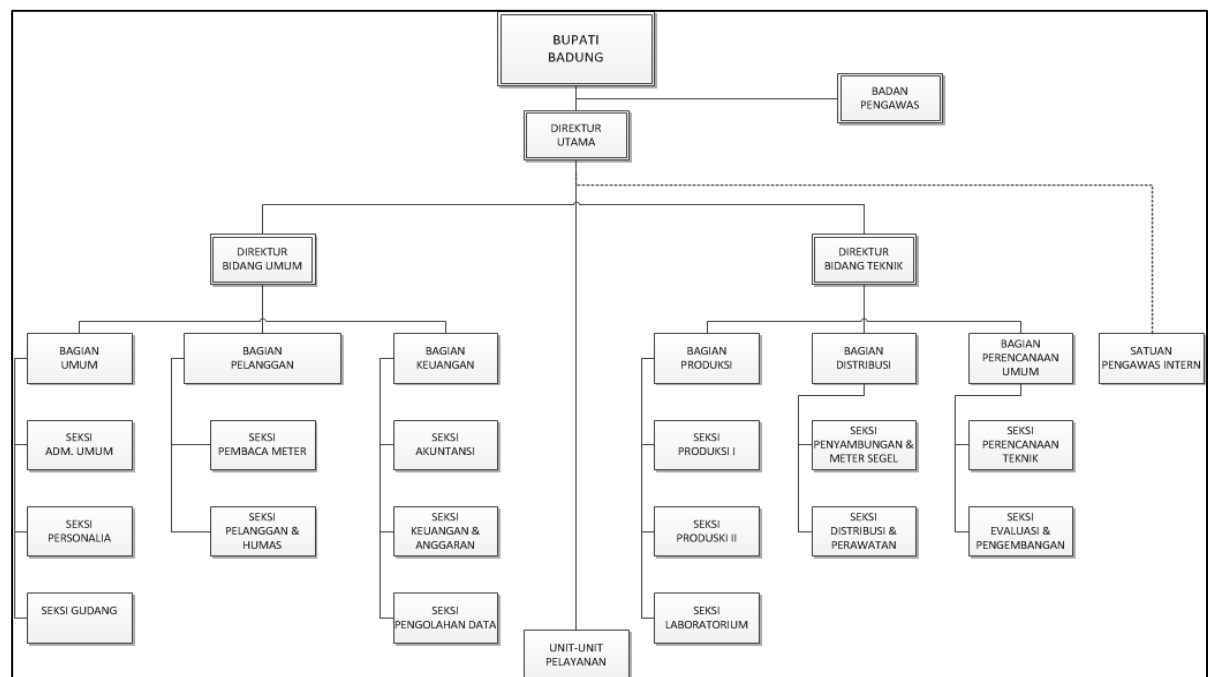 BUPATI
BADUNG
BADAN
PENGAWAS
DIREKTUR
UTAMA
DIREKTUR
BIDANG UMUM
DIREKTUR
BIDANG TEKNIK
BAGIAN
UMUM
BAGIAN
PELANGGAN
BAGIAN
KEUANGAN
BAGIAN
PRODUKSI
BAGIAN
DISTRIBUSI
BAGIAN
PERENCANAAN
UMUM
SATUAN
PENGAWAS INTERN
SEKSI
ADM. UMUM
SEKSI
PEMBACA METER
SEKSI
AKUNTANSI
SEKSI
PRODUKSI I
SEKSI
PENYAMBUNGAN &
METER SEGEL
SEKSI
PERENCANAAN
TEKNIK
SEKSI
PERSONALIA
SEKSI
PELANGGAN &
HUMAS
SEKSI
KEUANGAN &
ANGGARAN
SEKSI
PRODUSKI II
SEKSI
DISTRIBUSI &
PERAWATAN
SEKSI
EVALUASI &
PENGEMBANGAN
SEKSI GUDANG
SEKSI
PENGOLAHAN DATA
SEKSI
LABORATORIUM
UNIT-UNIT
PELAYANAN